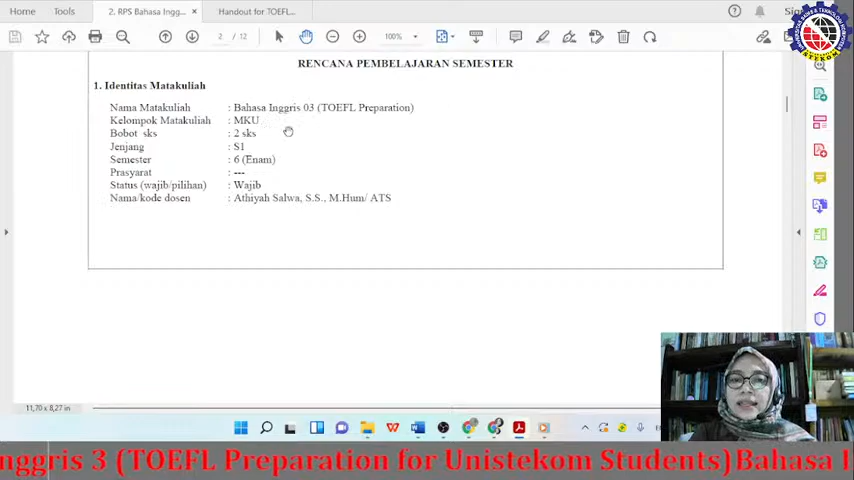 Home Tools 2. RPS Bahasa Ingg... × Handout for TOEFL... Sign
2 / 12 100%
RENCANA PEMBELAJARAN SEMESTER
1. Identitas Matakuliah
Nama Matakuliah : Bahasa Inggris 03 (TOEFL Preparation)
Kelompok Matakuliah : MKU
Bobot sks : 2 sks
Jenjang : S1
Semester : 6 (Enam)
Prasyarat : ---
Status (wajib/pilihan) : Wajib
Nama/kode dosen : Athiyah Salwa, S.S., M.Hum/ ATS
11,70 x 8,27 in
STEKOM
nggris 3 (TOEFL Preparation for Unistekom Students)Bahasa I